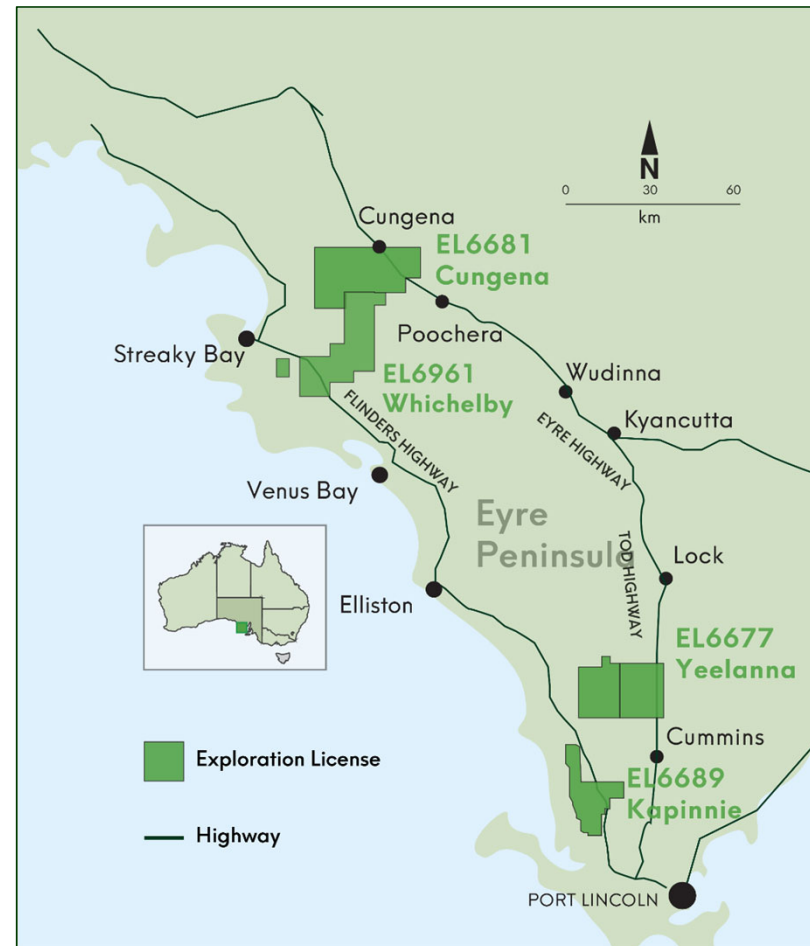 N
0 30 60
km
Cungena
EL6681
Cungena
Poochera
Streaky Bay
EL6961
Whichelby
Wudinna
Kyancutta
FLINDERS HIGHWAY
EYRE HIGHWAY
Venus Bay
Eyre
Peninsula
TOD HIGHWAY
Lock
Elliston
EL6677
Yeelanna
Cummins
Exploration License
EL6689
Kapinnie
Highway
PORT LINCOLN